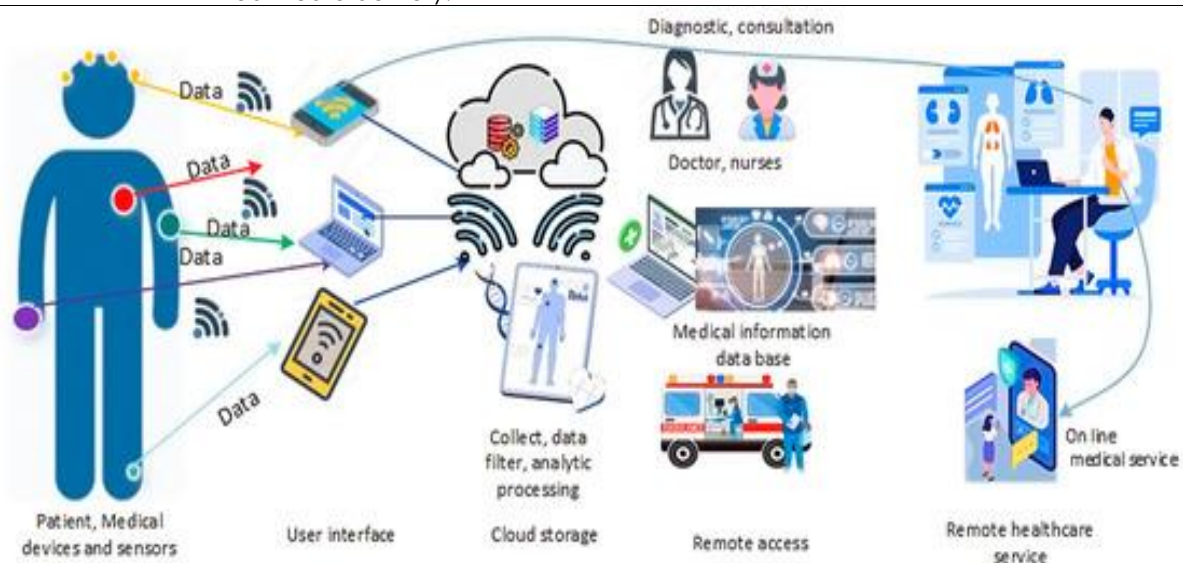 Diagnostic, consultation
Data
Data
Data
Data
Data
Doctor, nurses
Medical information
data base
Collect, data
filter, analytic
processing
On line
medical service
Patient, Medical
devices and sensors
User interface
Cloud storage
Remote access
Remote healthcare
service